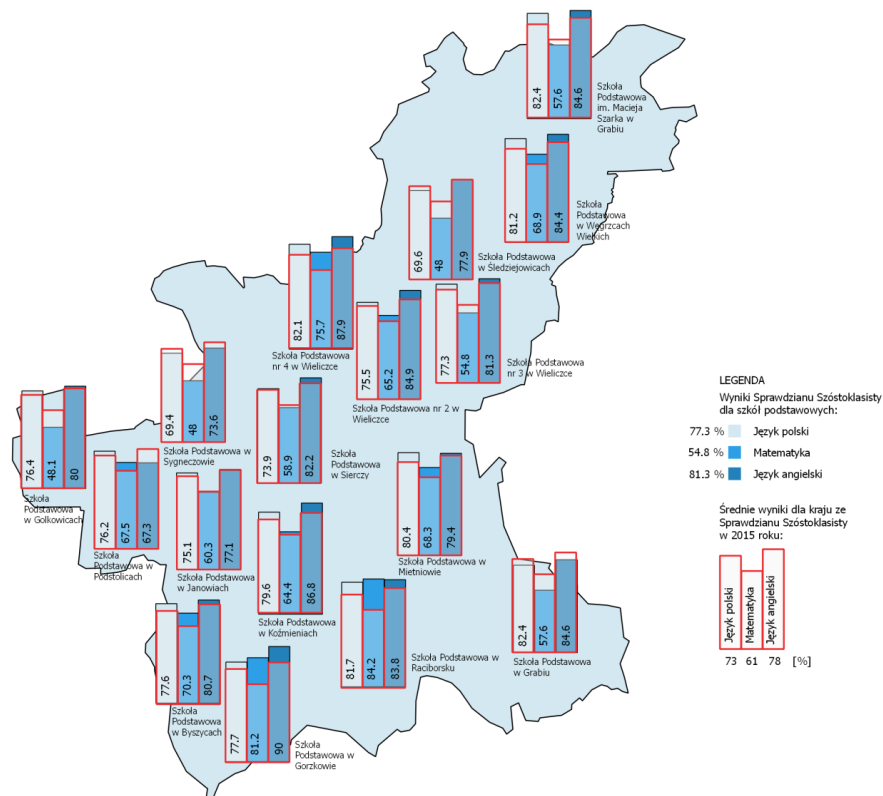 82.4
57.6
84.6
Szkoła
Podstawowa
im. Macieja
Szarka w
Grabiu
81.2
68.9
84.4
Szkoła
Podstawowa
w Węgrzcach
Wielkich
69.6
48
77.9
Szkoła Podstawowa
w Śledziejowicach
82.1
75.7
87.9
Szkoła Podstawowa
nr 4 w Wieliczce
75.5
65.2
84.9
Szkoła Podstawowa nr 2 w
Wieliczce
77.3
54.8
81.3
Szkoła Podstawowa
nr 3 w Wieliczce
69.4
48
73.6
Szkoła Podstawowa w
Sygneczowie
73.9
58.9
82.2
Szkoła
Podstawowa
w Sierczy
76.4
48.1
80
Szkoła
Podstawowa
w Golkowicach
76.2
67.5
67.3
Szkoła
Podstawowa w
Podstolicach
75.1
60.3
77.1
Szkoła Podstawowa
w Janowiach
79.6
64.4
86.8
Szkoła Podstawowa
w Koźmieniach
80.4
68.3
79.4
Szkoła Podstawowa w
Mietniowie
82.4
57.6
84.6
Szkoła Podstawowa
w Grabiu
81.7
84.2
83.8
Szkoła Podstawowa w
Raciborsku
77.6
70.3
80.7
Szkoła
Podstawowa
w Byszycach
77.7
81.2
90
Szkoła
Podstawowa w
Gorzkowie
LEGENDA
Wyniki Sprawdzianu Szóstoklasisty
dla szkół podstawowych:
77.3 % Język polski
54.8 % Matematyka
81.3 % Język angielski
Średnie wyniki dla kraju ze
Sprawdzianu Szóstoklasisty
w 2015 roku:
Język polski
Matematyka
Język angielski
73 61 78 [%]